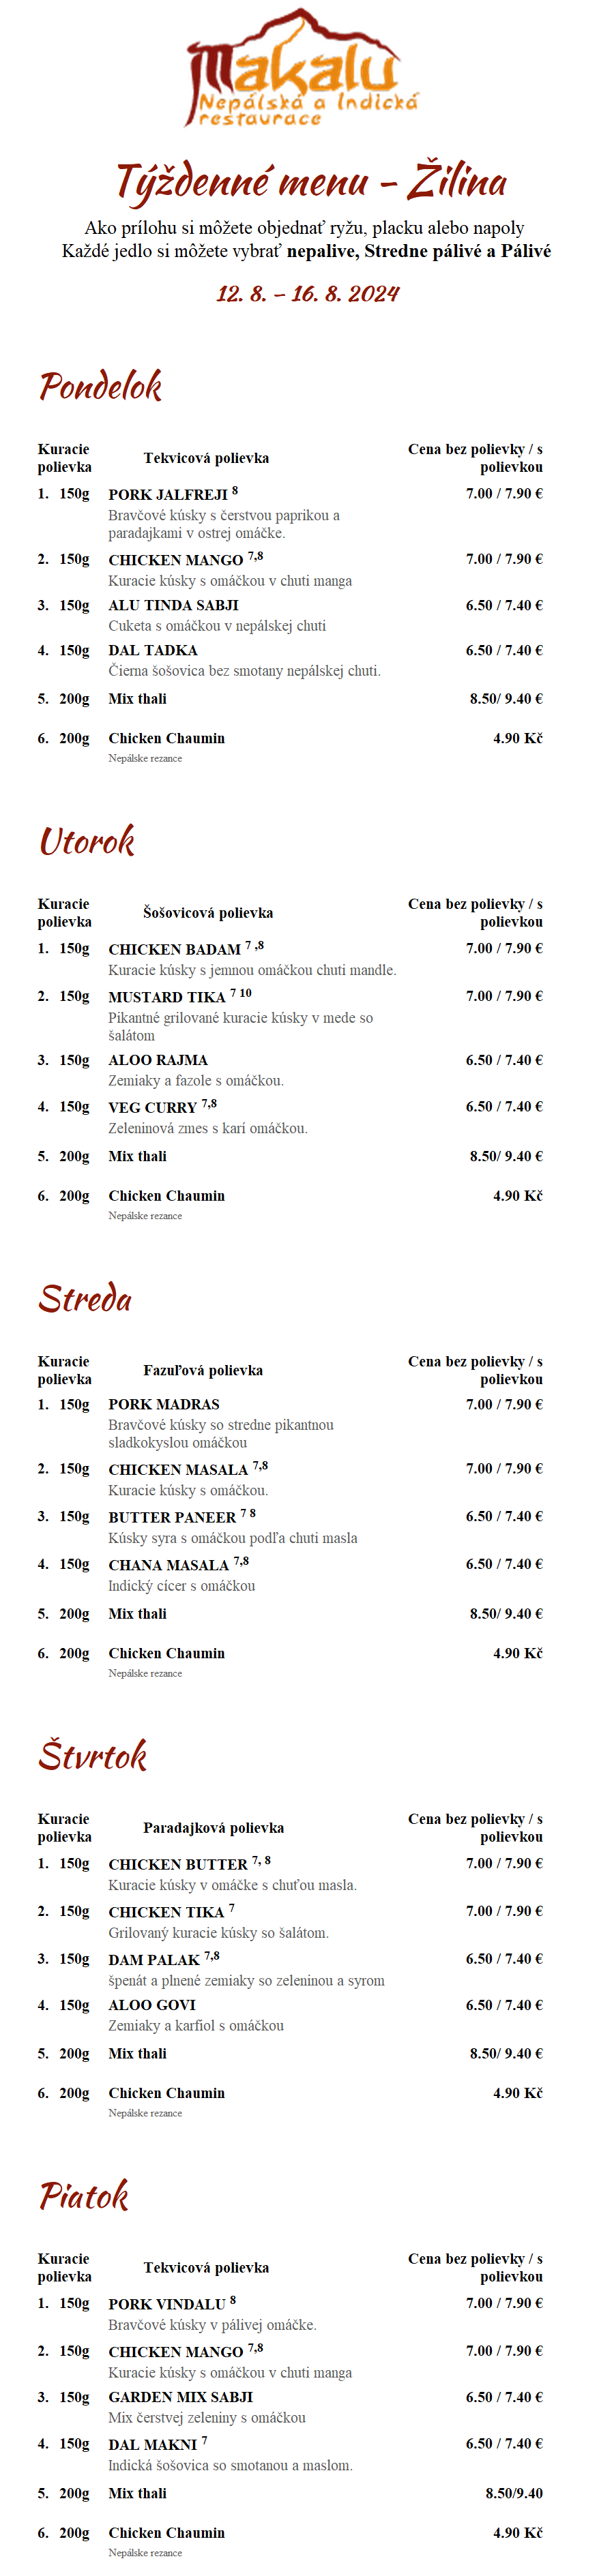 Makalu
Nepálská a Indická
restaurace
Týždenné menu - Žilina
Ako prílohu si môžete objednať ryžu, placku alebo napoly
Každé jedlo si môžete vybrať nepalive, Stredne pálivé a Pálivé
12. 8. – 16. 8. 2024
Pondelok
Kuracie polievka Tekvicová polievka Cena bez polievky / s polievkou
1. 150g PORK JALFREJI 8 7.00 / 7.90 €
Bravčové kúsky s čerstvou paprikou a
paradajkami v ostrej omáčke.
2. 150g CHICKEN MANGO 7,8 7.00 / 7.90 €
Kuracie kúsky s omáčkou v chuti manga
3. 150g ALU TINDA SABJI 6.50 / 7.40 €
Cuketa s omáčkou v nepálskej chuti
4. 150g DAL TADKA 6.50 / 7.40 €
Čierna šošovica bez smotany nepálskej chuti.
5. 200g Mix thali 8.50/ 9.40 €
6. 200g Chicken Chaumin 4.90 Kč
Nepálske rezance
Utorok
Kuracie polievka Šošovicová polievka Cena bez polievky / s polievkou
1. 150g CHICKEN BADAM 7 ,8 7.00 / 7.90 €
Kuracie kúsky s jemnou omáčkou chuti mandle.
2. 150g MUSTARD TIKA 7 10 7.00 / 7.90 €
Pikantné grilované kuracie kúsky v mede so
šalátom
3. 150g ALOO RAJMA 6.50 / 7.40 €
Zemiaky a fazole s omáčkou.
4. 150g VEG CURRY 7,8 6.50 / 7.40 €
Zeleninová zmes s karí omáčkou.
5. 200g Mix thali 8.50/ 9.40 €
6. 200g Chicken Chaumin 4.90 Kč
Nepálske rezance
Streda
Kuracie polievka Fazuľová polievka Cena bez polievky / s polievkou
1. 150g PORK MADRAS 7.00 / 7.90 €
Bravčové kúsky so stredne pikantnou
sladkokyslou omáčkou
2. 150g CHICKEN MASALA 7,8 7.00 / 7.90 €
Kuracie kúsky s omáčkou.
3. 150g BUTTER PANEER 7 8 6.50 / 7.40 €
Kúsky syra s omáčkou podľa chuti masla
4. 150g CHANA MASALA 7,8 6.50 / 7.40 €
Indický cícer s omáčkou
5. 200g Mix thali 8.50/ 9.40 €
6. 200g Chicken Chaumin 4.90 Kč
Nepálske rezance
Štvrtok
Kuracie polievka Paradajková polievka Cena bez polievky / s polievkou
1. 150g CHICKEN BUTTER 7, 8 7.00 / 7.90 €
Kuracie kúsky v omáčke s chuťou masla.
2. 150g CHICKEN TIKA 7 7.00 / 7.90 €
Grilovaný kuracie kúsky so šalátom.
3. 150g DAM PALAK 7,8 6.50 / 7.40 €
špenát a plnené zemiaky so zeleninou a syrom
4. 150g ALOO GOVI 6.50 / 7.40 €
Zemiaky a karfiol s omáčkou
5. 200g Mix thali 8.50/ 9.40 €
6. 200g Chicken Chaumin 4.90 Kč
Nepálske rezance
Piatok
Kuracie polievka Tekvicová polievka Cena bez polievky / s polievkou
1. 150g PORK VINDALU 8 7.00 / 7.90 €
Bravčové kúsky v pálivej omáčke.
2. 150g CHICKEN MANGO 7,8 7.00 / 7.90 €
Kuracie kúsky s omáčkou v chuti manga
3. 150g GARDEN MIX SABJI 6.50 / 7.40 €
Mix čerstvej zeleniny s omáčkou
4. 150g DAL MAKNI 7 6.50 / 7.40 €
Indická šošovica so smotanou a maslom.
5. 200g Mix thali 8.50/9.40
6. 200g Chicken Chaumin 4.90 Kč
Nepálske rezance